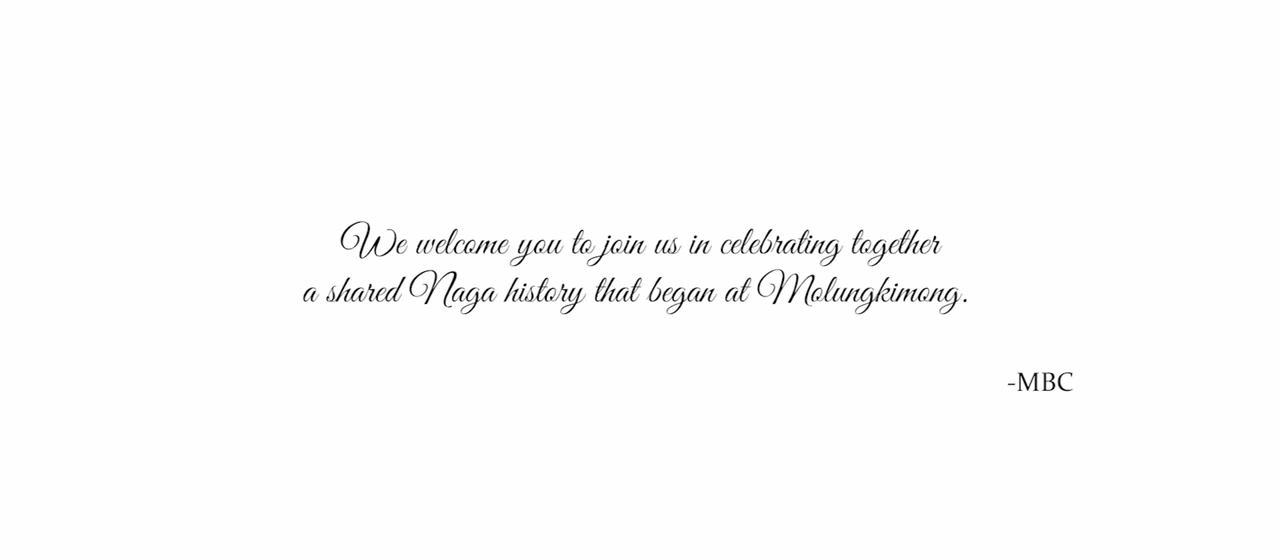 We welcome you to join us in celebrating together
a shared Naga history that began at Molungkimong.
-MBC